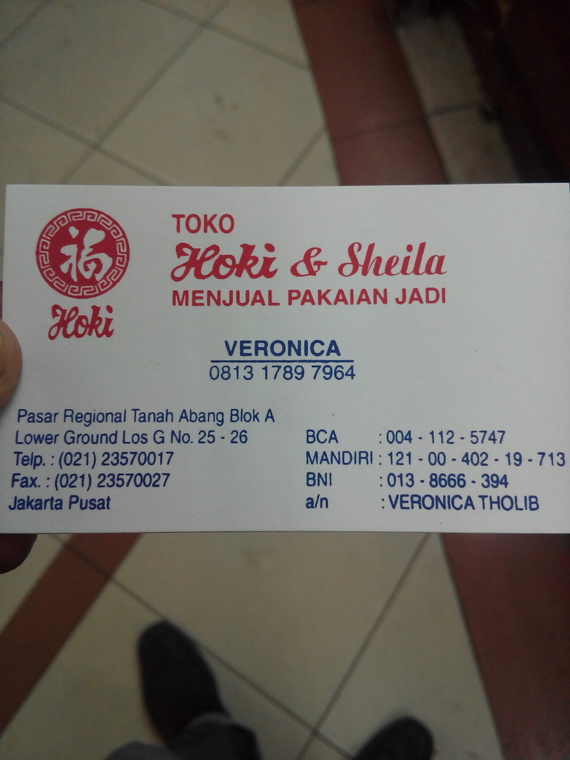 福
Hoki
TOKO
Hoki & Sheila
MENJUAL PAKAIAN JADI
VERONICA
0813 1789 7964
Pasar Regional Tanah Abang Blok A
Lower Ground Los G No. 25 - 26
Telp. : (021) 23570017
Fax. : (021) 23570027
Jakarta Pusat
BCA : 004 - 112 - 5747
MANDIRI : 121 - 00 - 402 - 19 - 713
BNI : 013 - 8666 - 394
a/n : VERONICA THOLIB